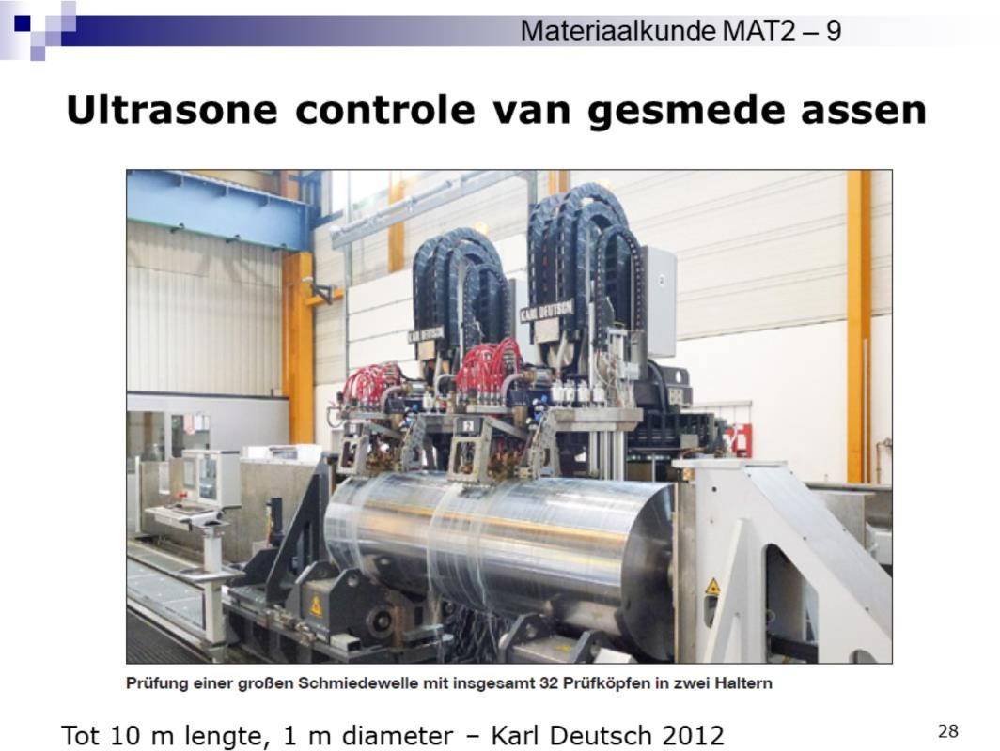 Materiaalkunde MAT2 – 9
Ultrasone controle van gesmede assen
KARL DEUTSCH
KARL DEUTSCH
2
Prüfung einer großen Schmiedewelle mit insgesamt 32 Prüfköpfen in zwei Haltern
Tot 10 m lengte, 1 m diameter – Karl Deutsch 2012
28